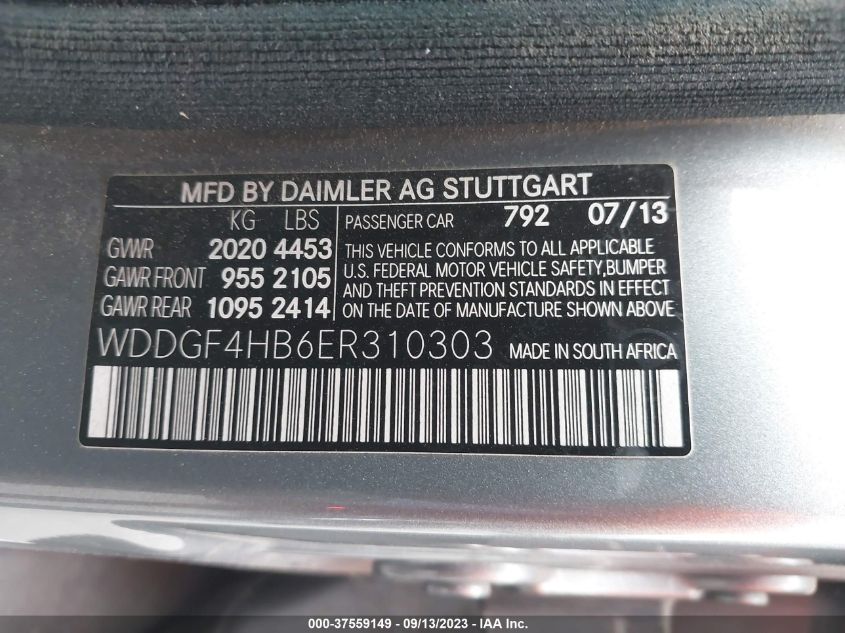 MFD BY DAIMLER AG STUTTGART
KG LBS
GVWR 2020 4453
GAWR FRONT 955 2105
GAWR REAR 1095 2414
PASSENGER CAR 792 07/13
THIS VEHICLE CONFORMS TO ALL APPLICABLE
U.S. FEDERAL MOTOR VEHICLE SAFETY,BUMPER
AND THEFT PREVENTION STANDARDS IN EFFECT
ON THE DATE OF MANUFACTURE SHOWN ABOVE.
WDDGF4HB6ER310303 MADE IN SOUTH AFRICA
000-37559149 - 09/13/2023 - IAAI.com